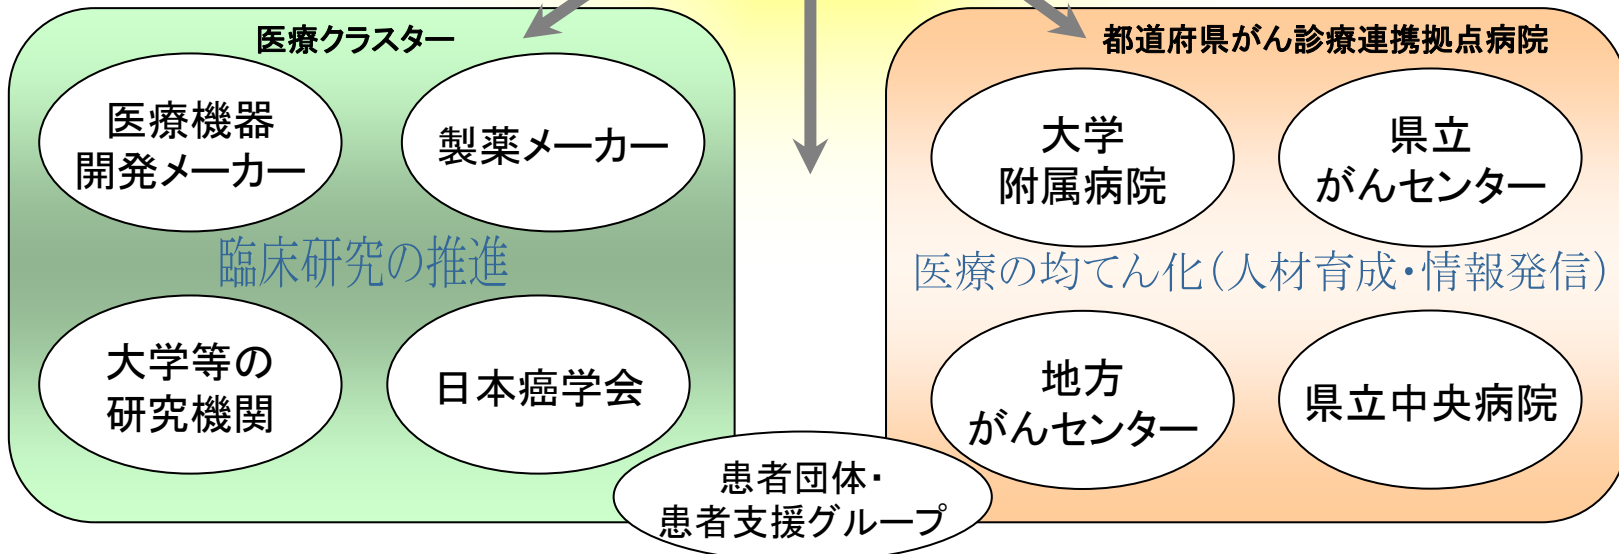 医療クラスター
医療機器
開発メーカー
製薬メーカー
臨床研究の推進
大学等の
研究機関
日本癌学会
都道府県がん診療連携拠点病院
大学
附属病院
県立
がんセンター
医療の均てん化(人材育成・情報発信)
地方
がんセンター
県立中央病院
患者団体・
患者支援グループ